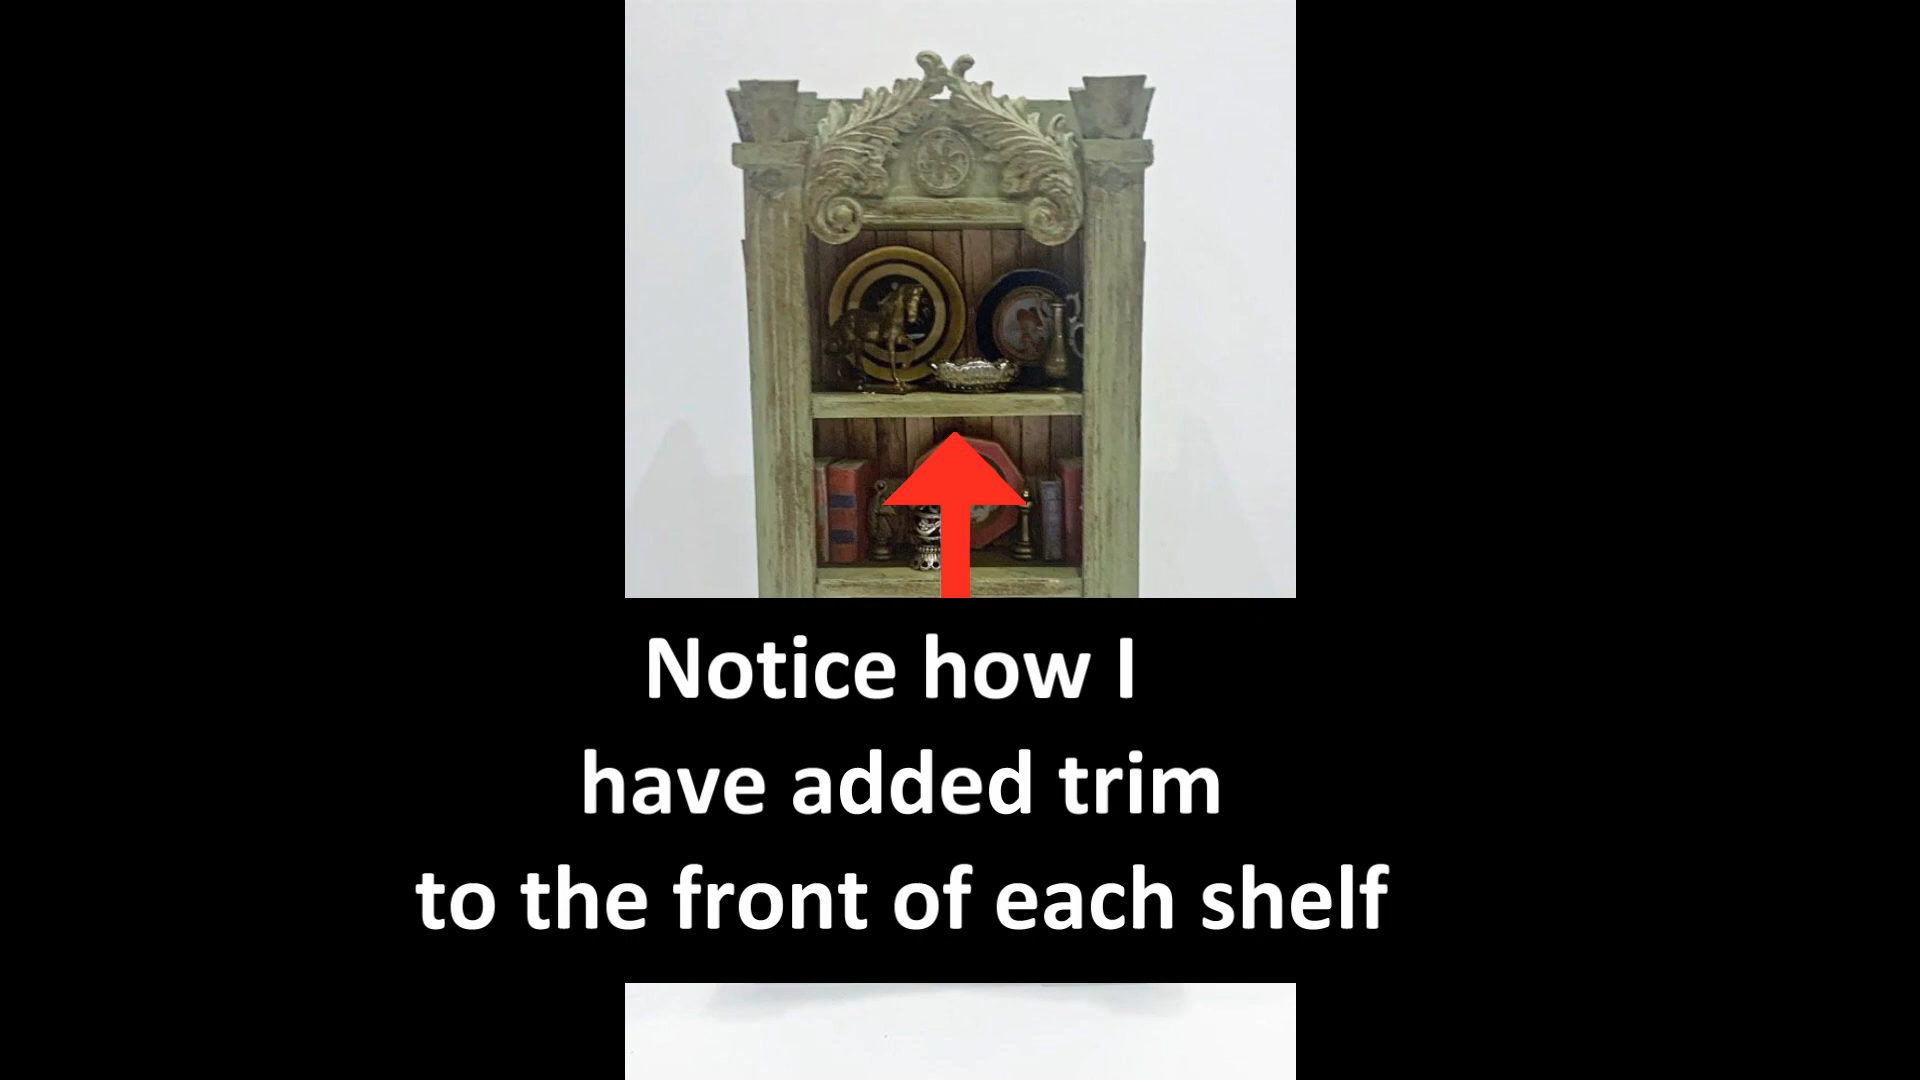 Notice how I
have added trim
to the front of each shelf